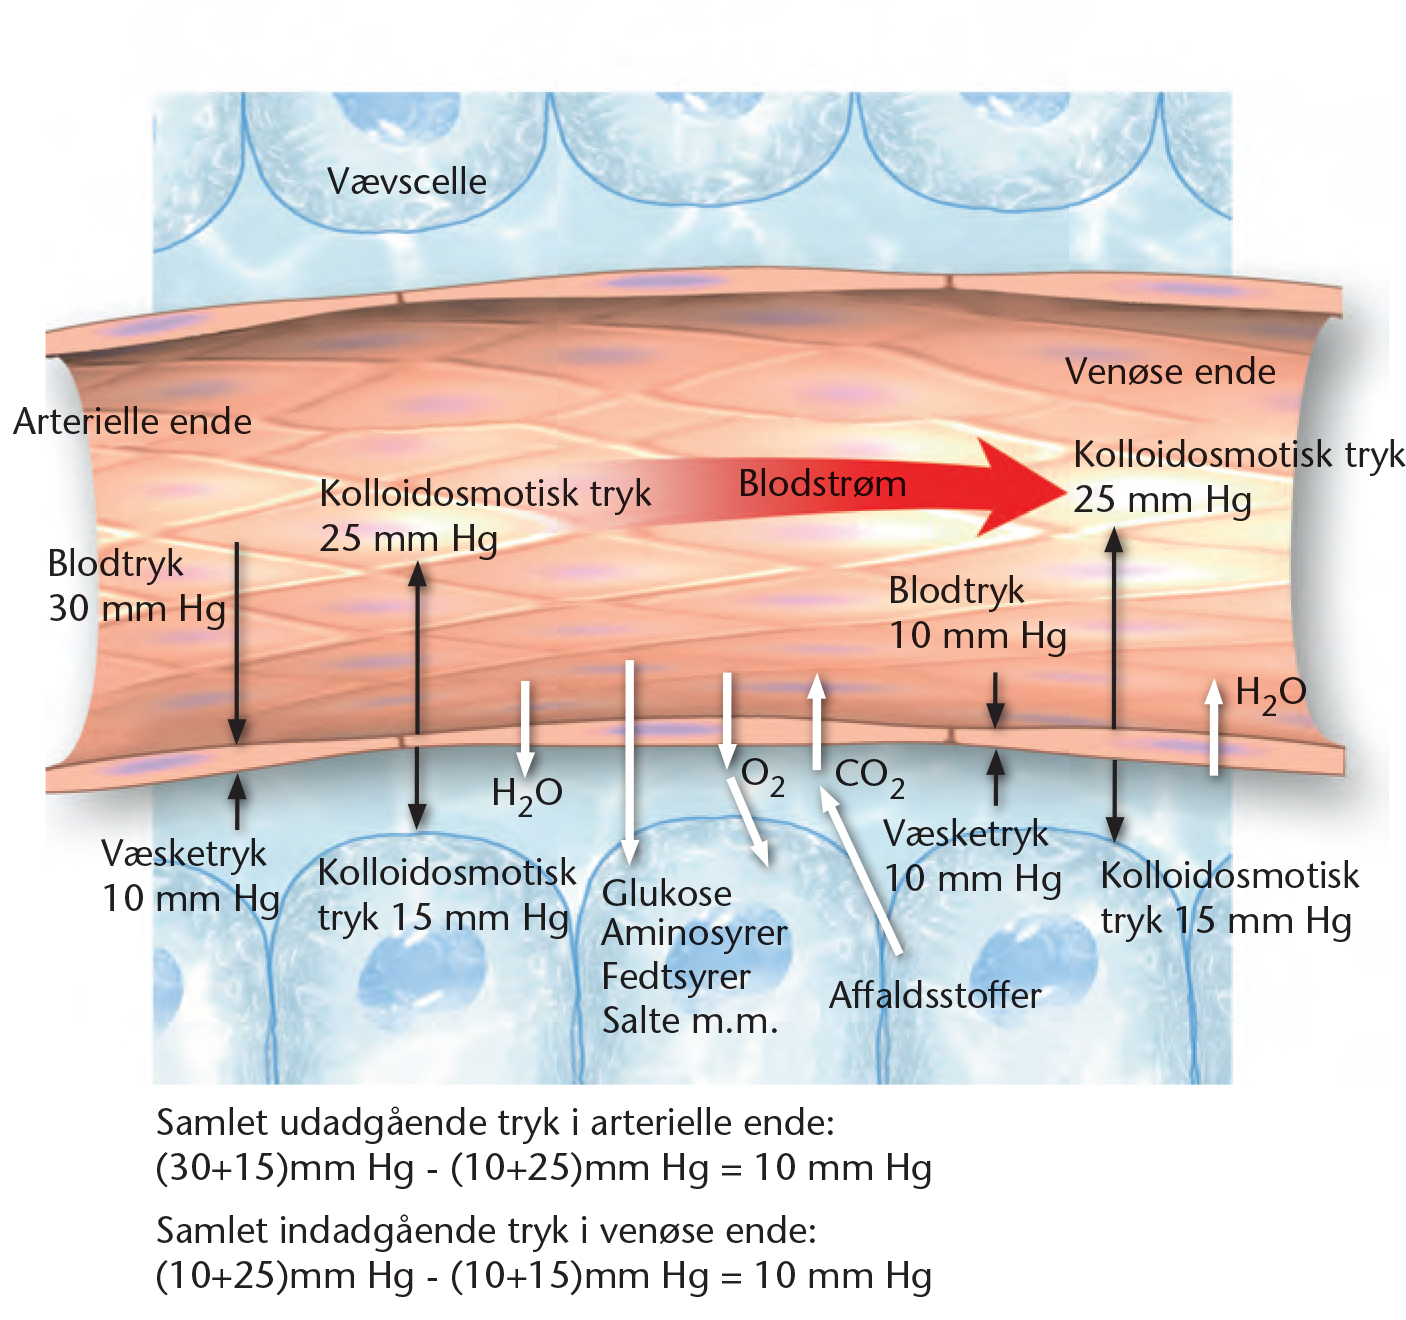 Vævscelle
Venøse ende
Arterielle ende
Kolloidosmotisk tryk
25 mm Hg
Blodstrøm
Kolloidosmotisk tryk
25 mm Hg
Blodtryk
30 mm Hg
Blodtryk
10 mm Hg
H₂O
H₂O
O₂
CO₂
Væsketryk
10 mm Hg
Kolloidosmotisk
tryk 15 mm Hg
Glukose
Aminosyrer
Fedtsyrer
Salte m.m.
Væsketryk
10 mm Hg
Kolloidosmotisk
tryk 15 mm Hg
Affaldsstoffer
Samlet udadgående tryk i arterielle ende:
(30+15)mm Hg - (10+25)mm Hg = 10 mm Hg
Samlet indadgående tryk i venøse ende:
(10+25)mm Hg - (10+15)mm Hg = 10 mm Hg